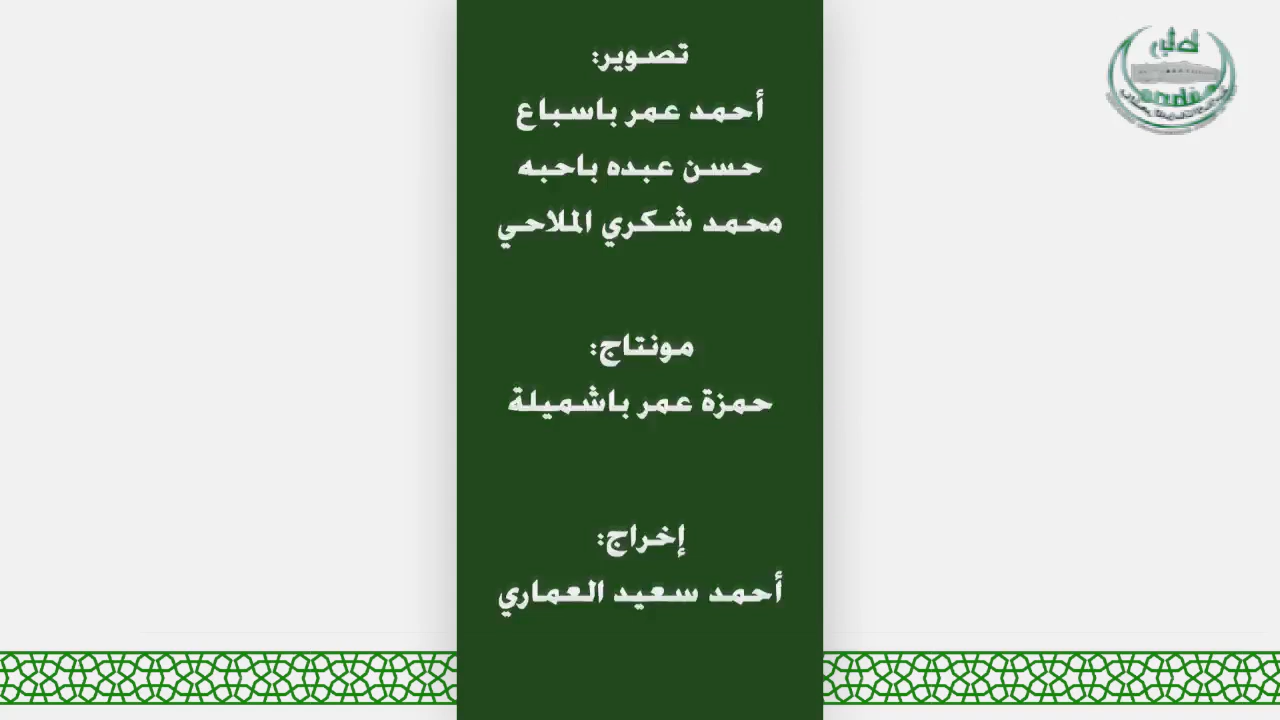 تصوير:
أحمد عمر باسباع
حسن عبده باحبه
محمد شكري الملاحي
مونتاج:
حمزة عمر باشميلة
إخراج:
أحمد سعيد العماري